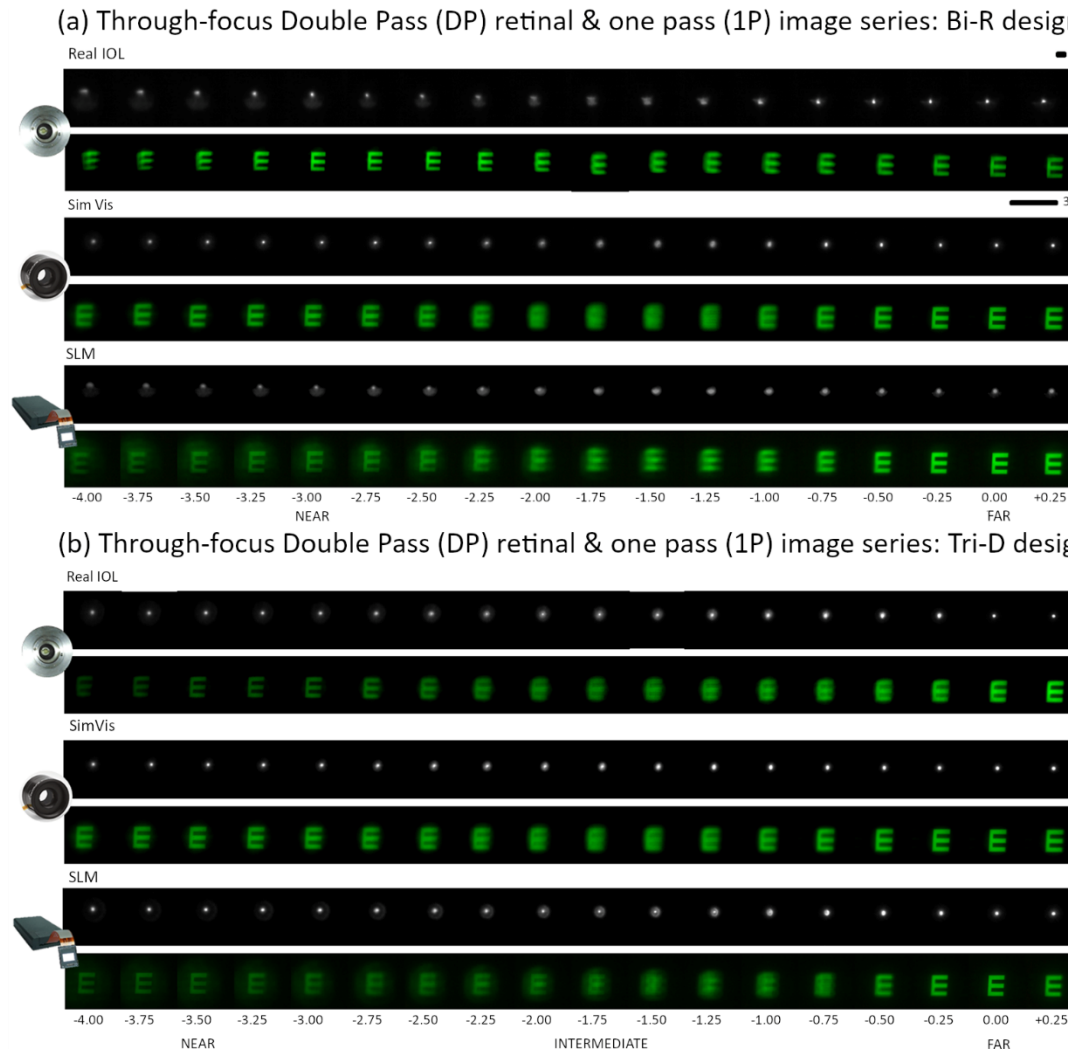 (a) Through-focus Double Pass (DP) retinal & one pass (1P) image series: Bi-R design
Real IOL
Sim Vis
3
SLM
-4.00 -3.75 -3.50 -3.25 -3.00 -2.75 -2.50 -2.25 -2.00 -1.75 -1.50 -1.25 -1.00 -0.75 -0.50 -0.25 0.00 +0.25
NEAR FAR
(b) Through-focus Double Pass (DP) retinal & one pass (1P) image series: Tri-D desig
Real IOL
SimVis
SLM
-4.00 -3.75 -3.50 -3.25 -3.00 -2.75 -2.50 -2.25 -2.00 -1.75 -1.50 -1.25 -1.00 -0.75 -0.50 -0.25 0.00 +0.25
NEAR INTERMEDIATE FAR